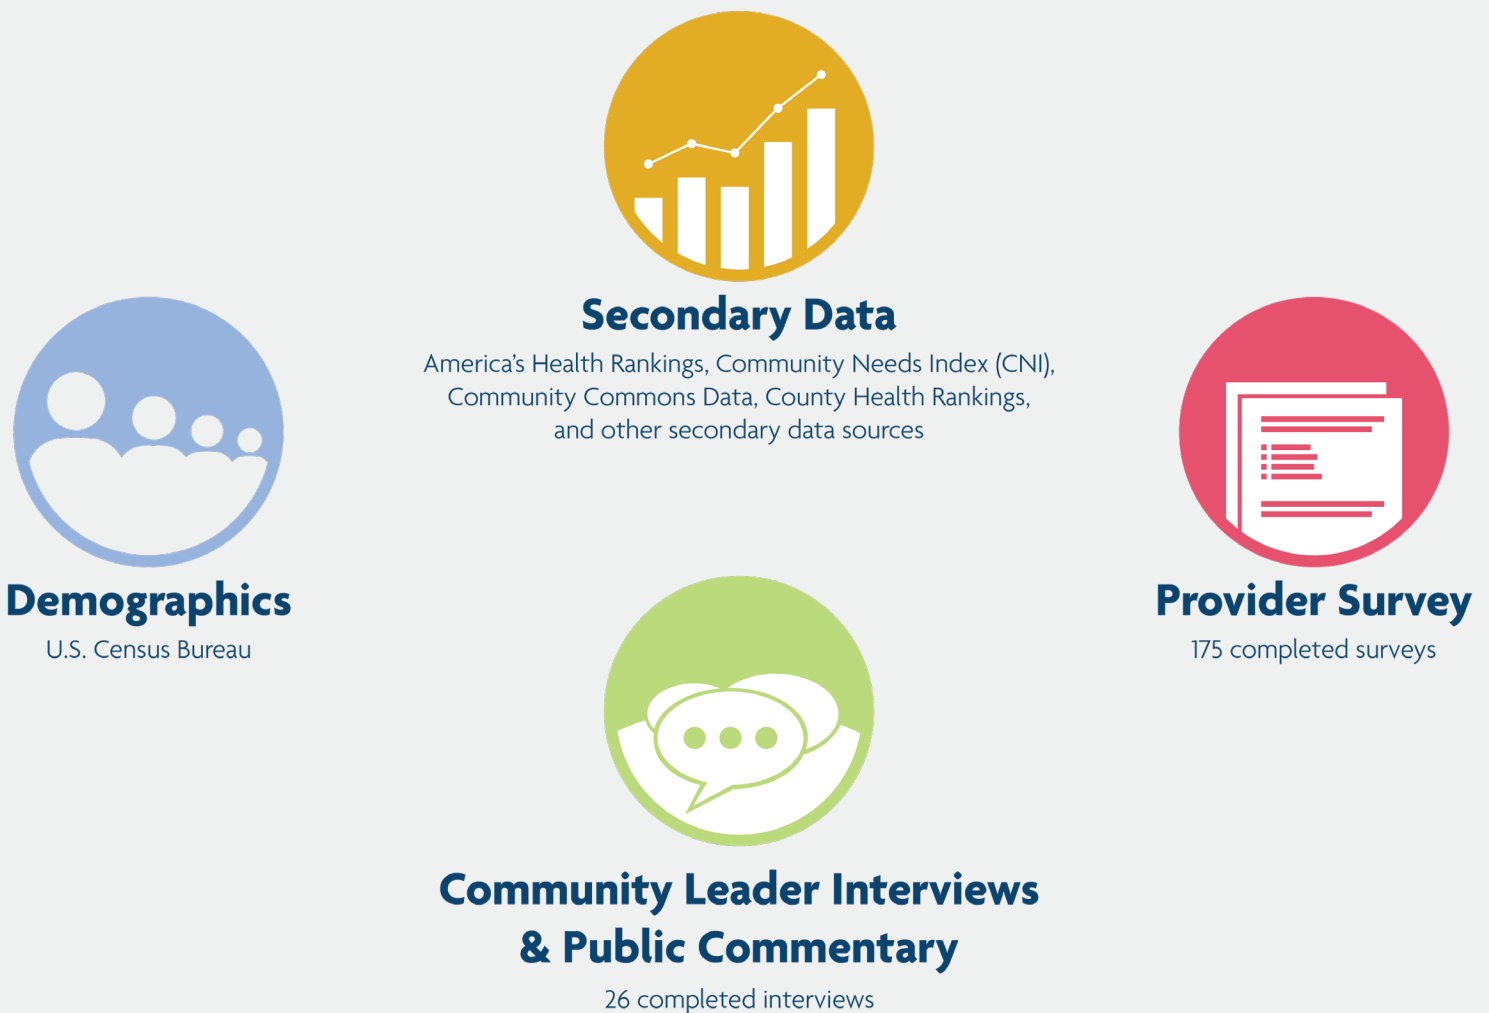 Secondary Data
America's Health Rankings, Community Needs Index (CNI),
Community Commons Data, County Health Rankings,
and other secondary data sources
Demographics
U.S. Census Bureau
Provider Survey
175 completed surveys
Community Leader Interviews
& Public Commentary
26 completed interviews